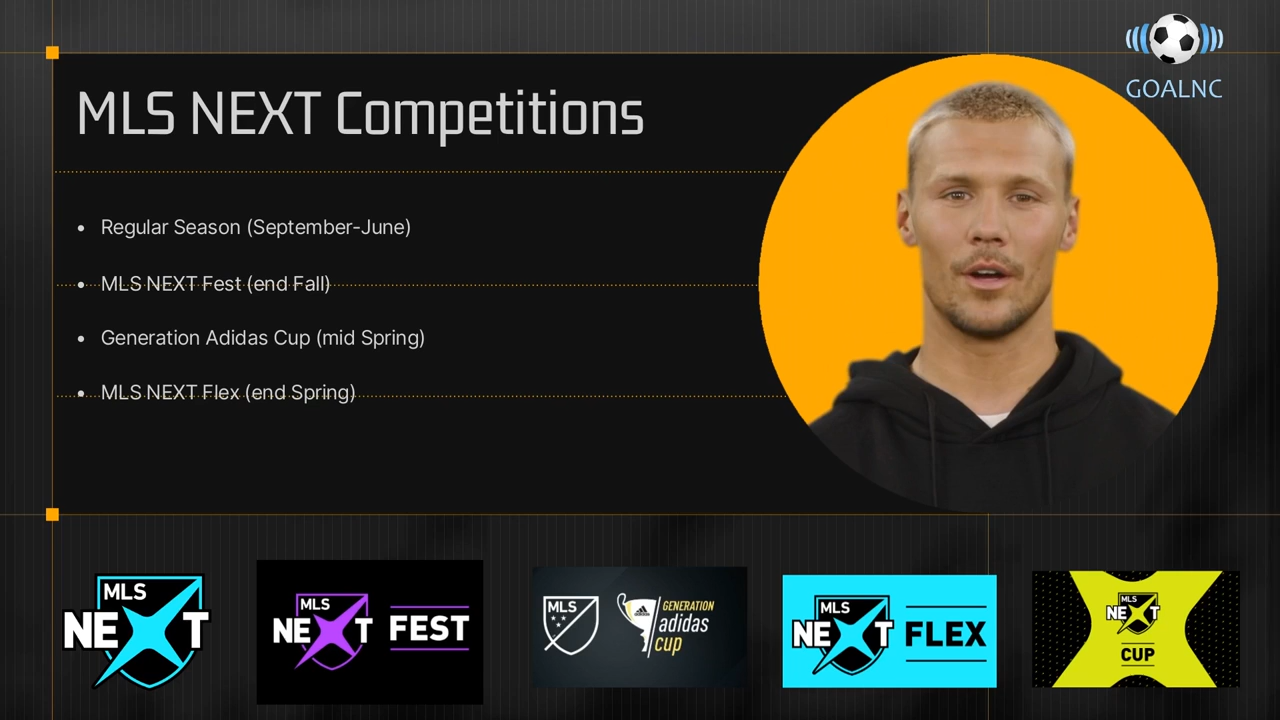 GOALNC
MLS NEXT Competitions
• Regular Season (September-June)
• MLS NEXT Fest (end Fall)
• Generation Adidas Cup (mid Spring)
• MLS NEXT Flex (end Spring)
MLS
NEXT
MLS
NEXT FEST
MLS
adidas
GENERATION
adidas
cup
MLS
NEXT FLEX
MLS
NEXT
CUP